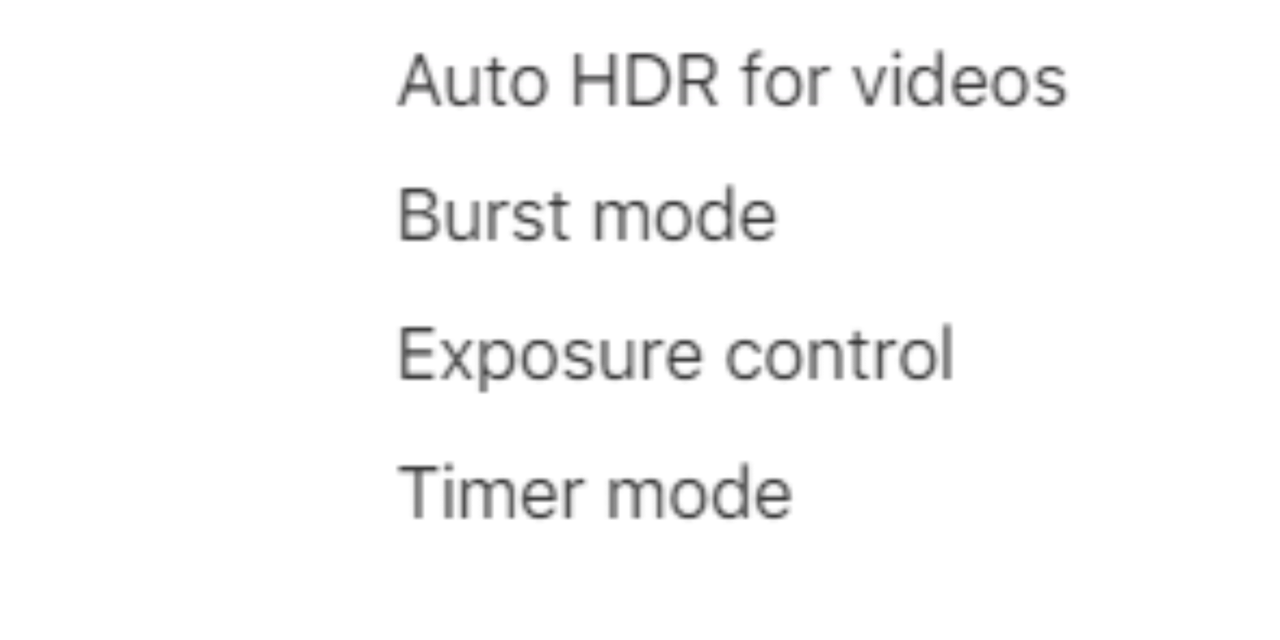 Auto HDR for videos
Burst mode
Exposure control
Timer mode